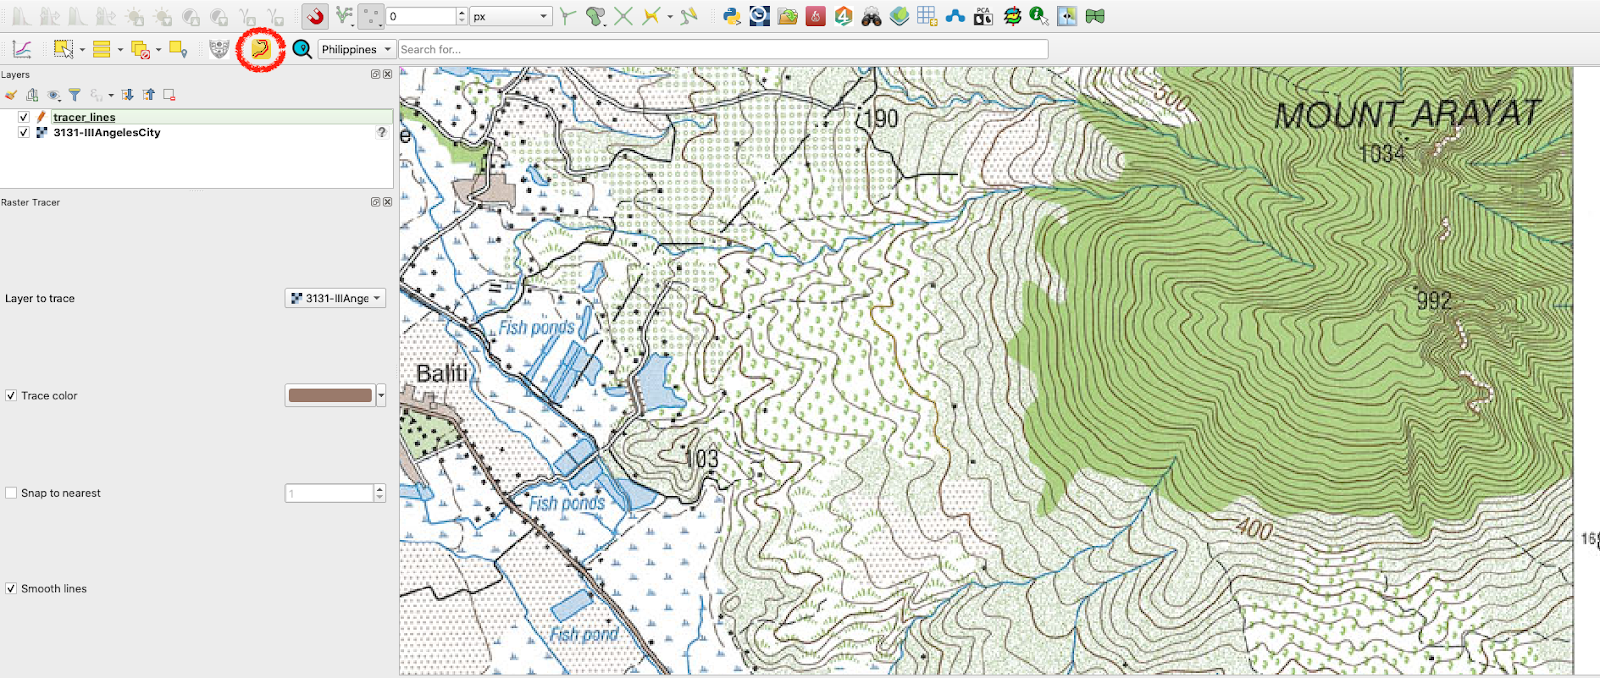 0
px
PCA
Philippines
Search for...
Layers
tracer_lines
3131-IIIAngelesCity
?
Raster Tracer
Layer to trace
3131-IIIAnge
Trace color
Snap to nearest
1
Smooth lines
e
190
500
MOUNT ARAYAT
1034
992
Fish ponds
Baliti
103
Fish ponds
400
Fish pond